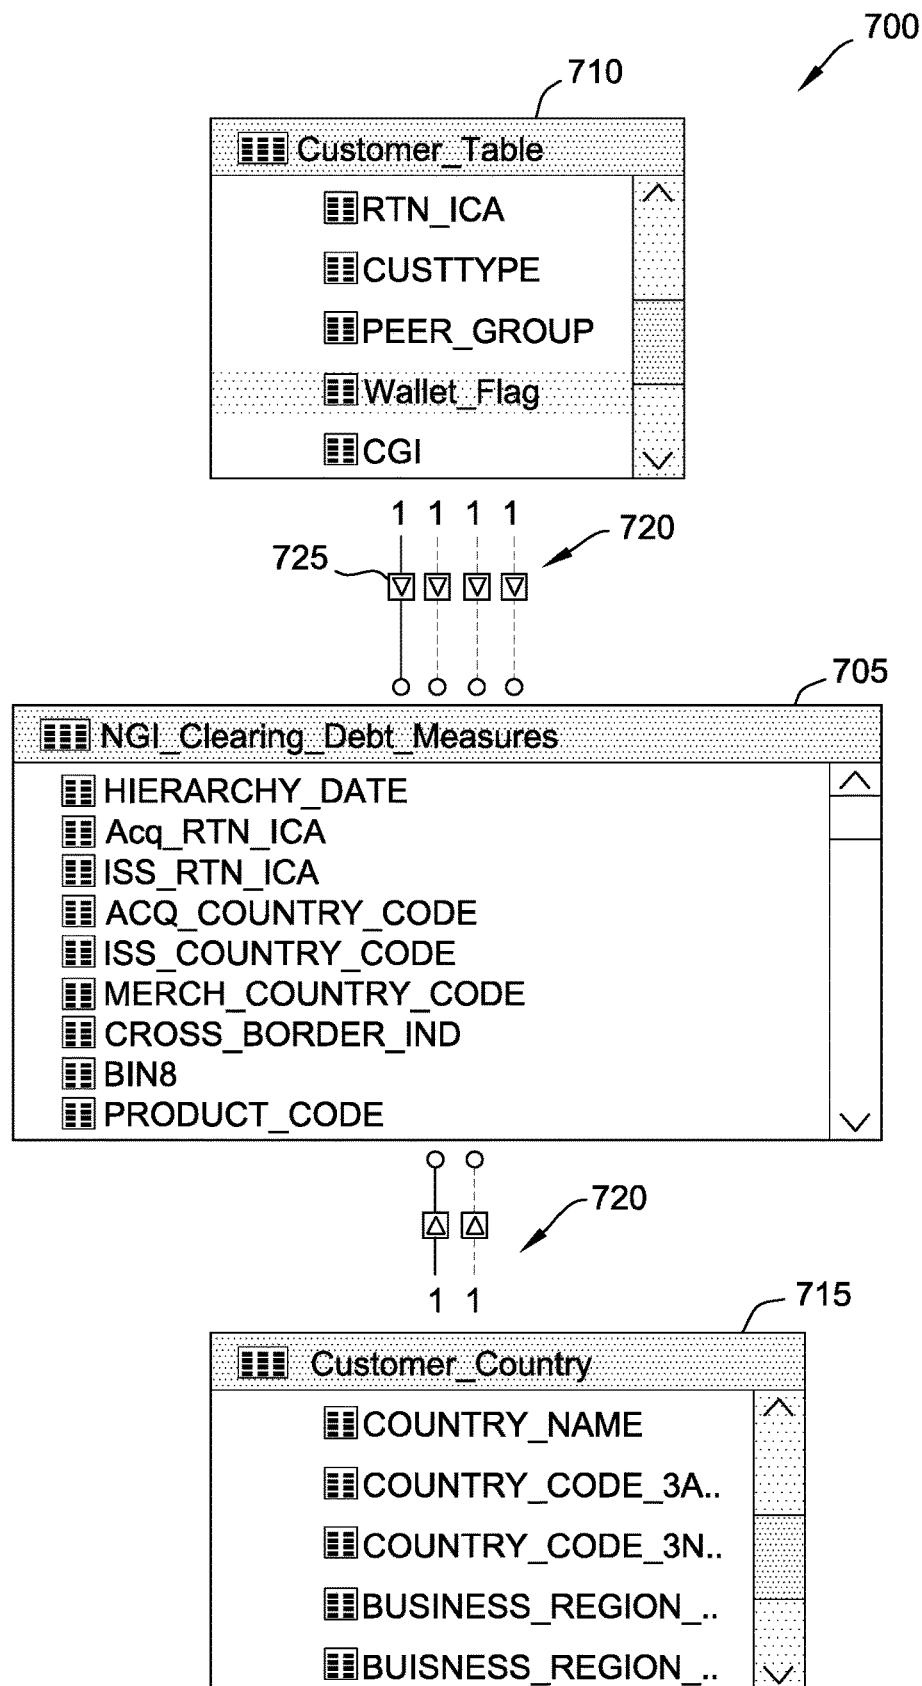 700
710
Customer_Table
RTN_ICA
CUSTTYPE
PEER_GROUP
Wallet_Flag
CGI
1 1 1 1
720
725
705
NGI_Clearing_Debt_Measures
HIERARCHY_DATE
Acq_RTN_ICA
ISS_RTN_ICA
ACQ_COUNTRY_CODE
ISS_COUNTRY_CODE
MERCH_COUNTRY_CODE
CROSS_BORDER_IND
BIN8
PRODUCT_CODE
720
1 1
715
Customer_Country
COUNTRY_NAME
COUNTRY_CODE_3A..
COUNTRY_CODE_3N..
BUSINESS_REGION_..
BUISNESS_REGION_..